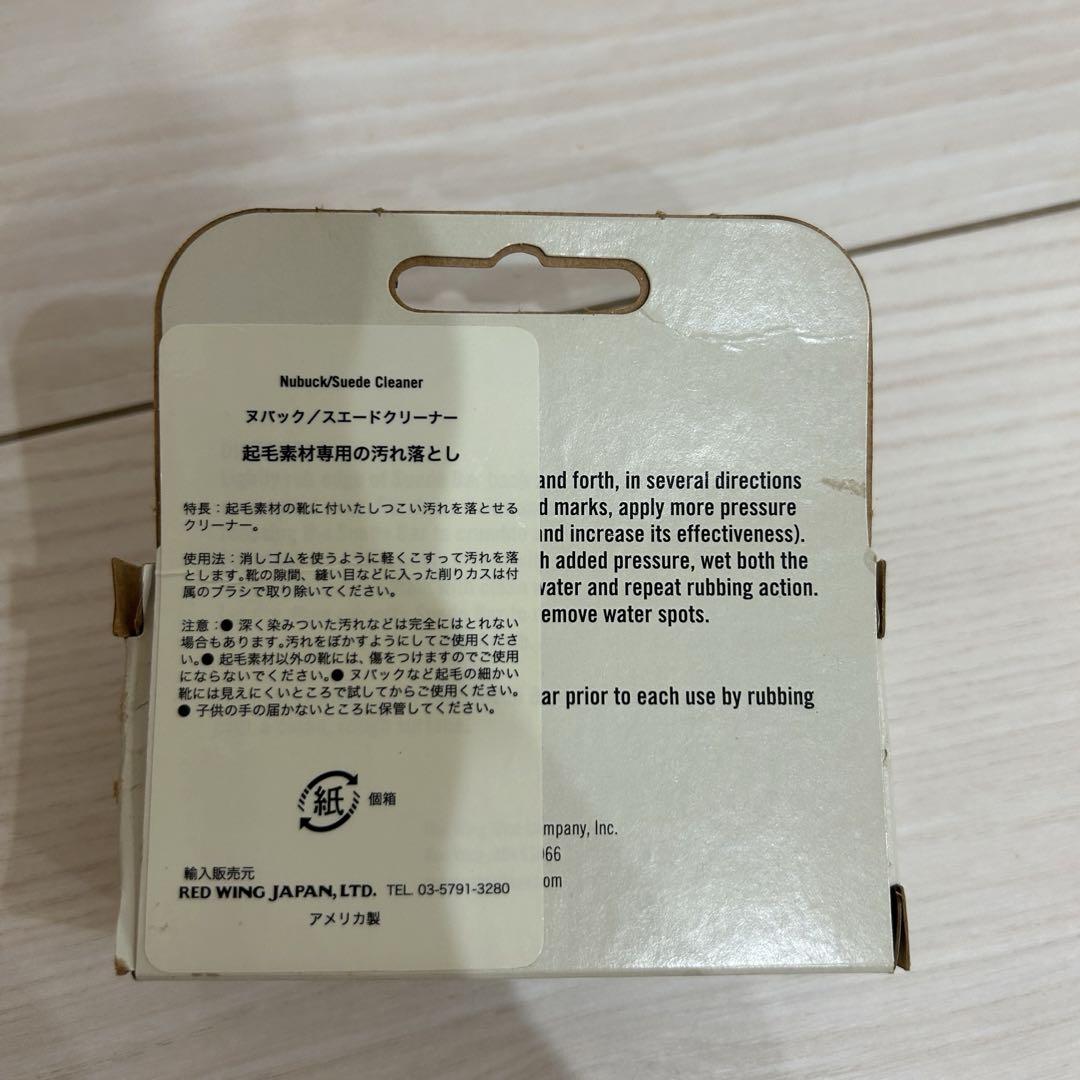 Nubuck/Suede Cleaner
ヌバック／スエードクリーナー
起毛素材専用の汚れ落とし
特長：起毛素材の靴に付いたしつこい汚れを落とせる
クリーナー。
使用法：消しゴムを使うように軽くこすって汚れを落
とします。靴の隙間、縫い目などに入った削りカスは付
属のブラシで取り除いてください。
注意：● 深く染みついた汚れなどは完全にはとれない
場合もあります。汚れをぼかすようにしてご使用くださ
い。● 起毛素材以外の靴には、傷をつけますのでご使用
にならないでください。● ヌバックなど起毛の細かい
靴には見えにくいところで試してからご使用ください。
● 子供の手の届かないところに保管してください。
紙 個箱
輸入販売元
RED WING JAPAN, LTD. TEL. 03-5791-3280
アメリカ製
and forth, in several directions
d marks, apply more pressure
and increase its effectiveness).
h added pressure, wet both the
water and repeat rubbing action.
emove water spots.
ar prior to each use by rubbing
mpany, Inc.
066
om